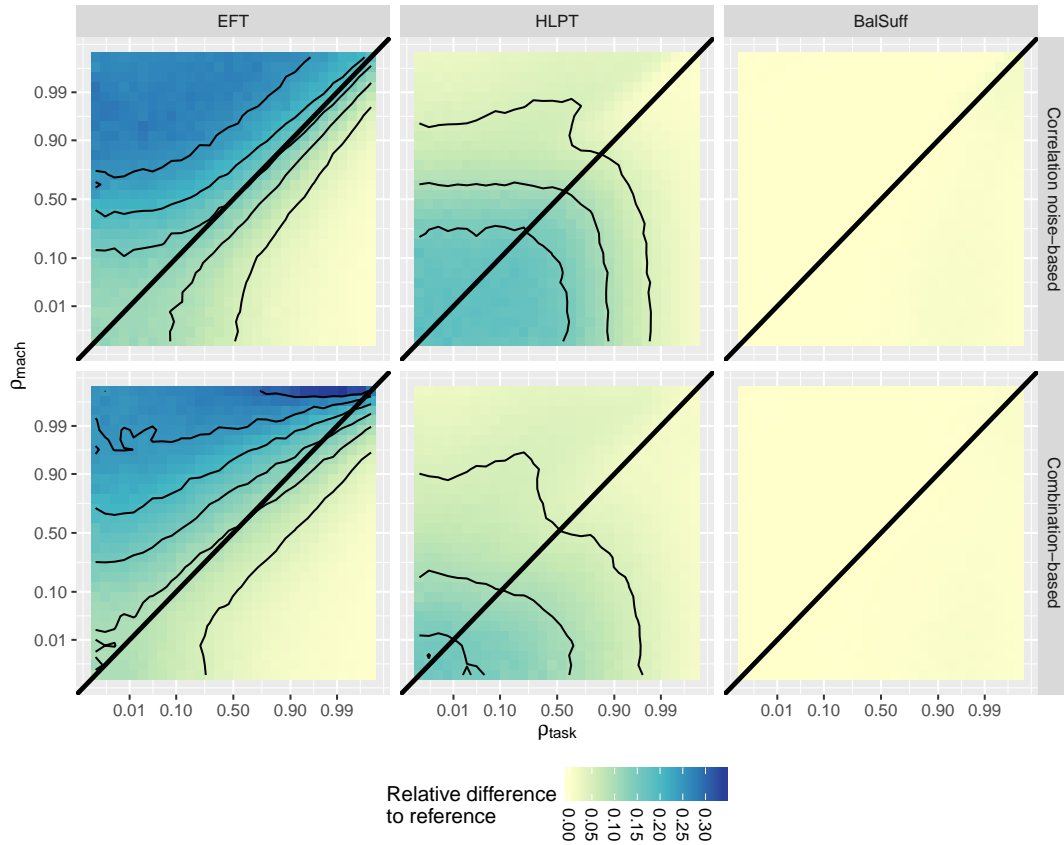 EFT HLPT BalSuff
0.99
0.90
0.50
0.10
0.01
Correlation noise−based
ρmach
0.99
0.90
0.50
0.10
0.01
Combination−based
0.01 0.10 0.50 0.90 0.99 0.01 0.10 0.50 0.90 0.99 0.01 0.10 0.50 0.90 0.99
ρtask
Relative difference
to reference
0.00 0.05 0.10 0.15 0.20 0.25 0.30